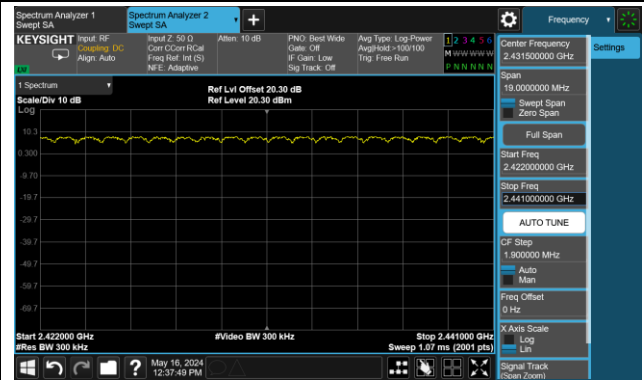 Spectrum Analyzer 1
Swept SA
Spectrum Analyzer 2
Swept SA
+
Frequency
KEYSIGHT
Input: RF
Coupling: DC
Align: Auto
Input Z: 50 Ω
Corr CCorr RCal
Freq Ref: Int (S)
NFE: Adaptive
Atten: 10 dB
PNO: Best Wide
Gate: Off
IF Gain: Low
Sig Track: Off
Avg Type: Log-Power
Avg|Hold:>100/100
Trig: Free Run
1 2 3 4 5 6
M W W W W W
P N N N N N
Center Frequency
2.431500000 GHz
Settings
Span
19.0000000 MHz
Swept Span
Zero Span
Full Span
Start Freq
2.422000000 GHz
Stop Freq
2.441000000 GHz
AUTO TUNE
CF Step
1.900000 MHz
Auto
Man
Freq Offset
0 Hz
X Axis Scale
Log
Lin
Signal Track
(Span Zoom)
1 Spectrum
Scale/Div 10 dB
Ref Lvl Offset 20.30 dB
Ref Level 20.30 dBm
Log
10.3
0.300
-9.70
-19.7
-29.7
-39.7
-49.7
-59.7
-69.7
Start 2.422000 GHz
#Res BW 300 kHz
#Video BW 300 kHz
Stop 2.441000 GHz
Sweep 1.07 ms (2001 pts)
?
May 16, 2024
12:37:49 PM